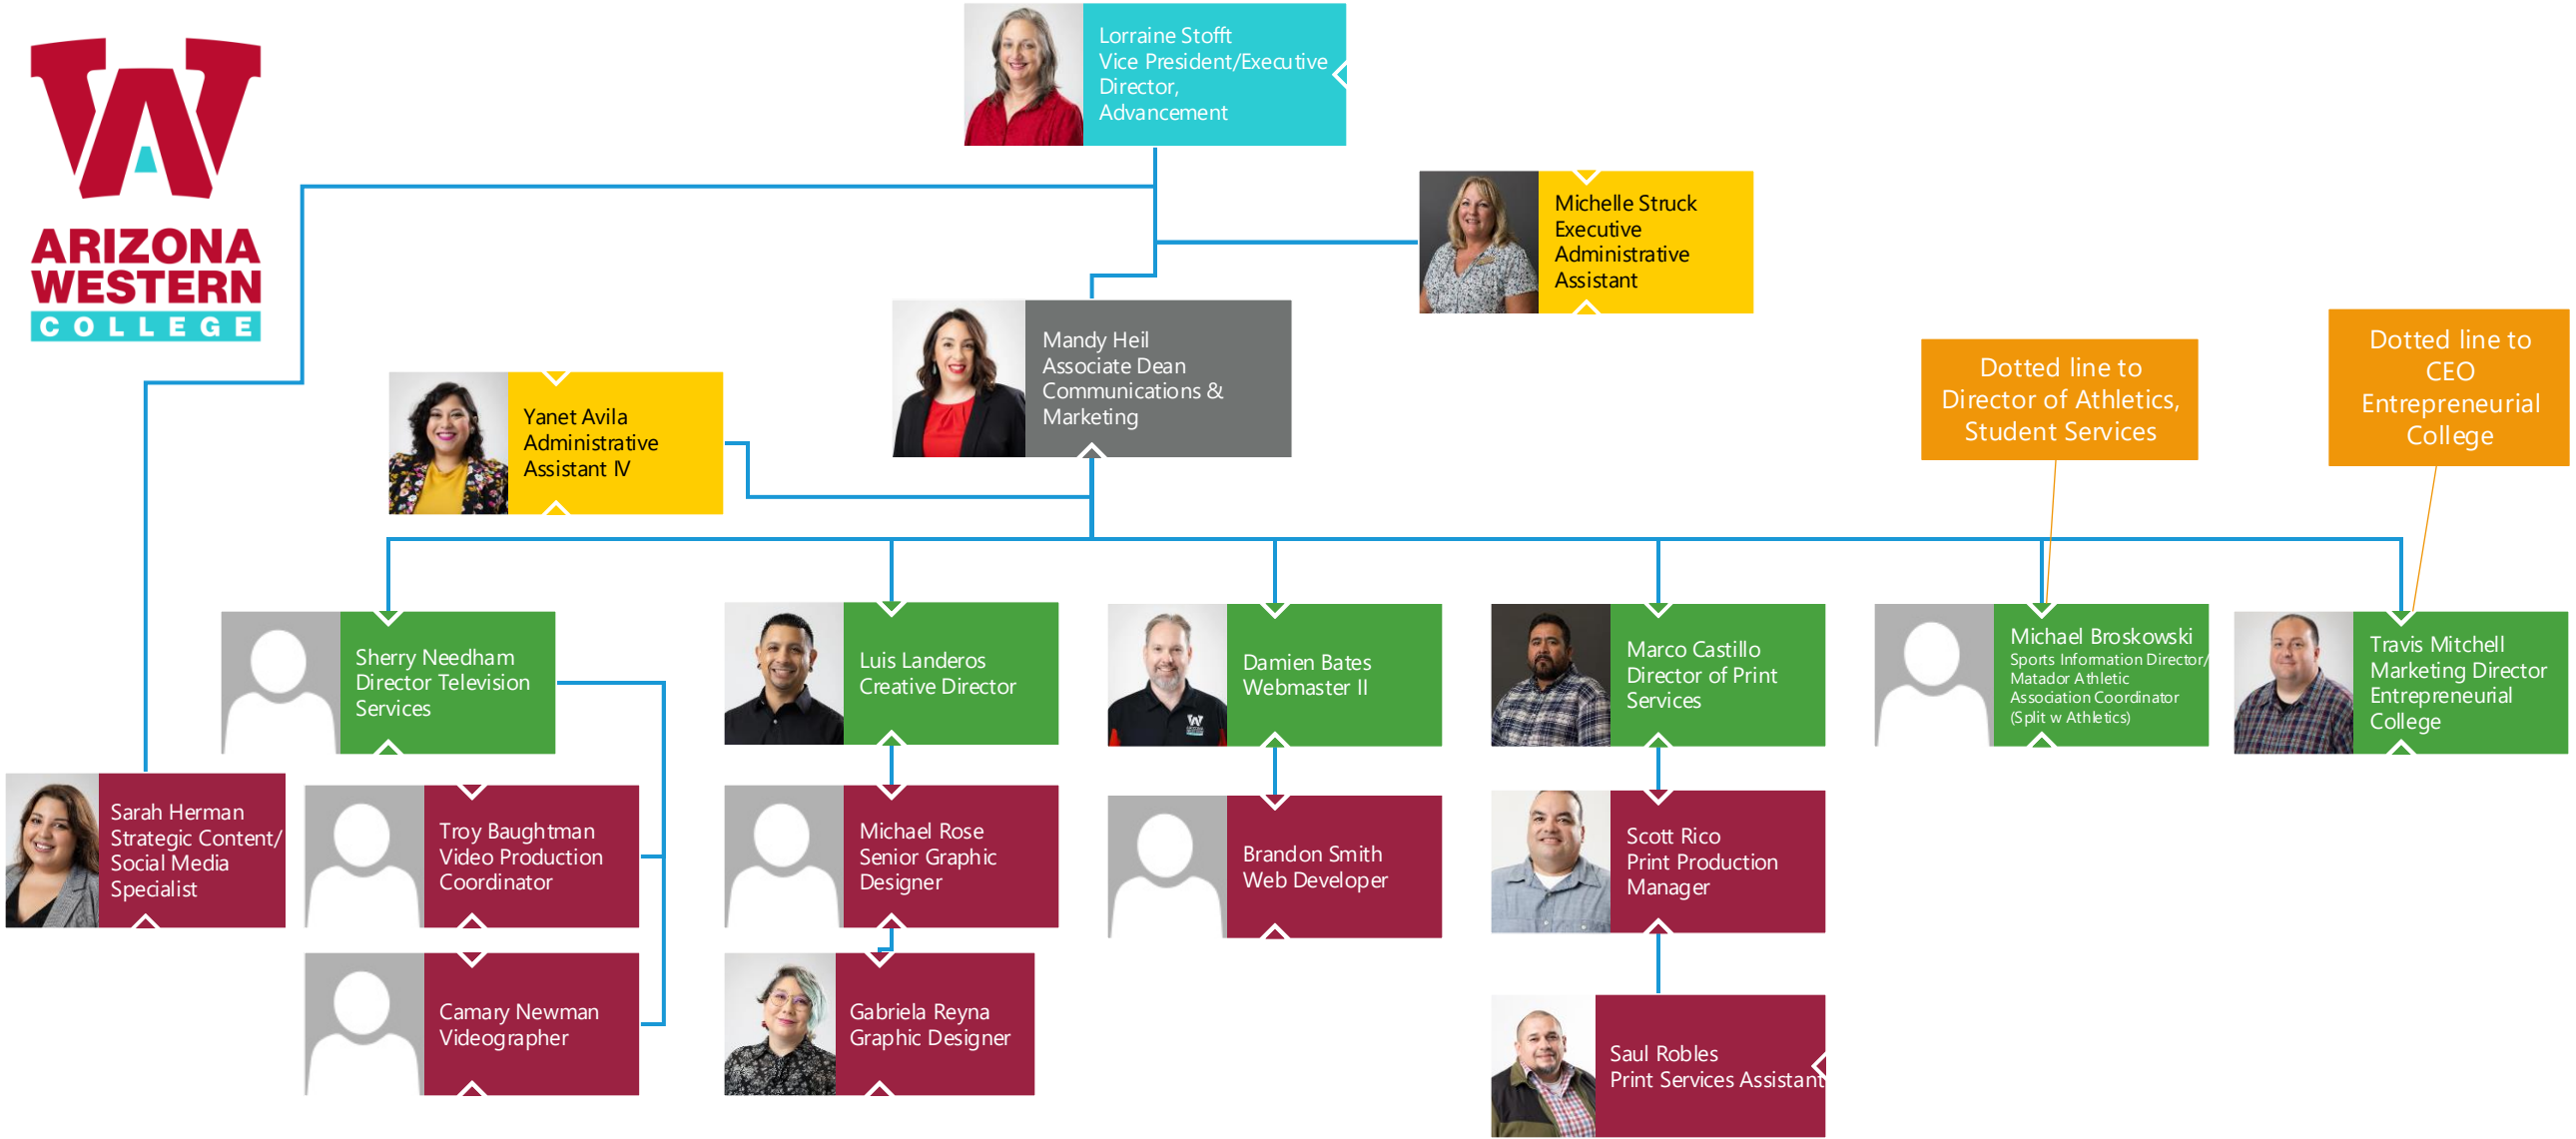 Lorraine Stofft
Vice President/Executive
Director,
Advancement
ARIZONA
WESTERN
COLLEGE
Michelle Struck
Executive
Administrative
Assistant
Mandy Heil
Associate Dean
Communications &
Marketing
Yanet Avila
Administrative
Assistant IV
Dotted line to
Director of Athletics,
Student Services
Dotted line to
CEO
Entrepreneurial
College
Sherry Needham
Director Television
Services
Luis Landeros
Creative Director
Damien Bates
Webmaster II
Marco Castillo
Director of Print
Services
Michael Broskowski
Sports Information Director/
Matador Athletic
Association Coordinator
(Split w Athletics)
Travis Mitchell
Marketing Director
Entrepreneurial
College
Sarah Herman
Strategic Content/
Social Media
Specialist
Troy Baughtman
Video Production
Coordinator
Michael Rose
Senior Graphic
Designer
Brandon Smith
Web Developer
Scott Rico
Print Production
Manager
Camary Newman
Videographer
Gabriela Reyna
Graphic Designer
Saul Robles
Print Services Assistant